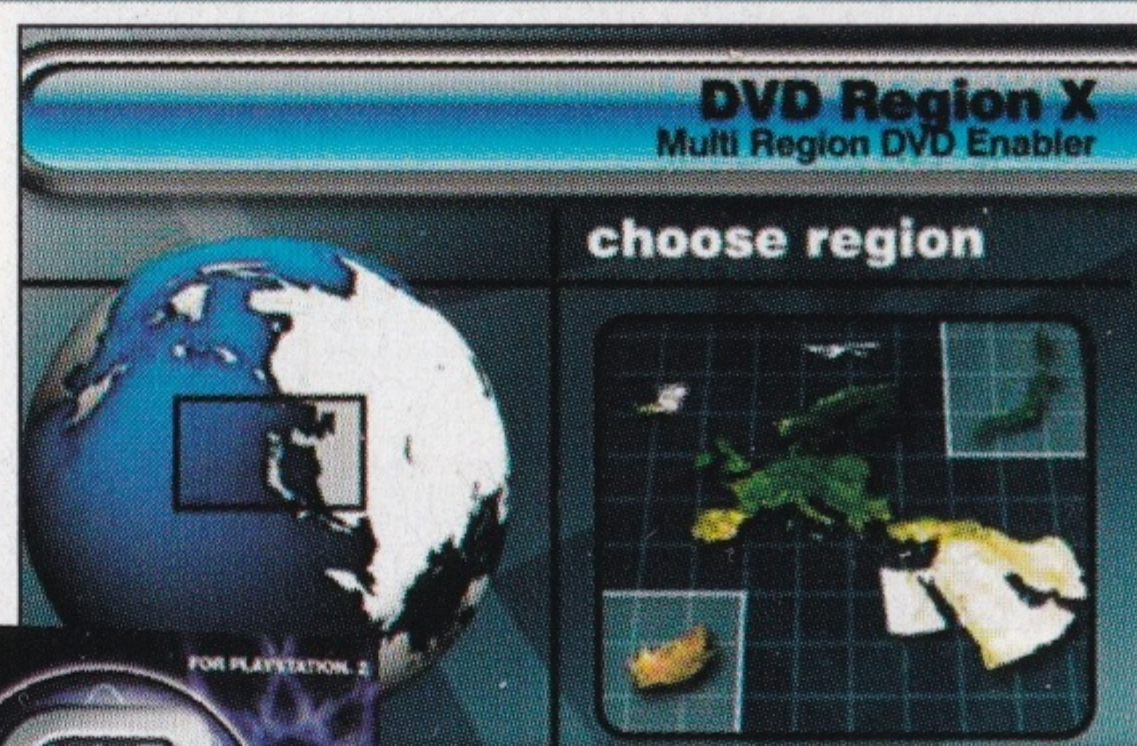 DVD Region X
Multi Region DVD Enabler
choose region
FOR PLAYSTATION. 2